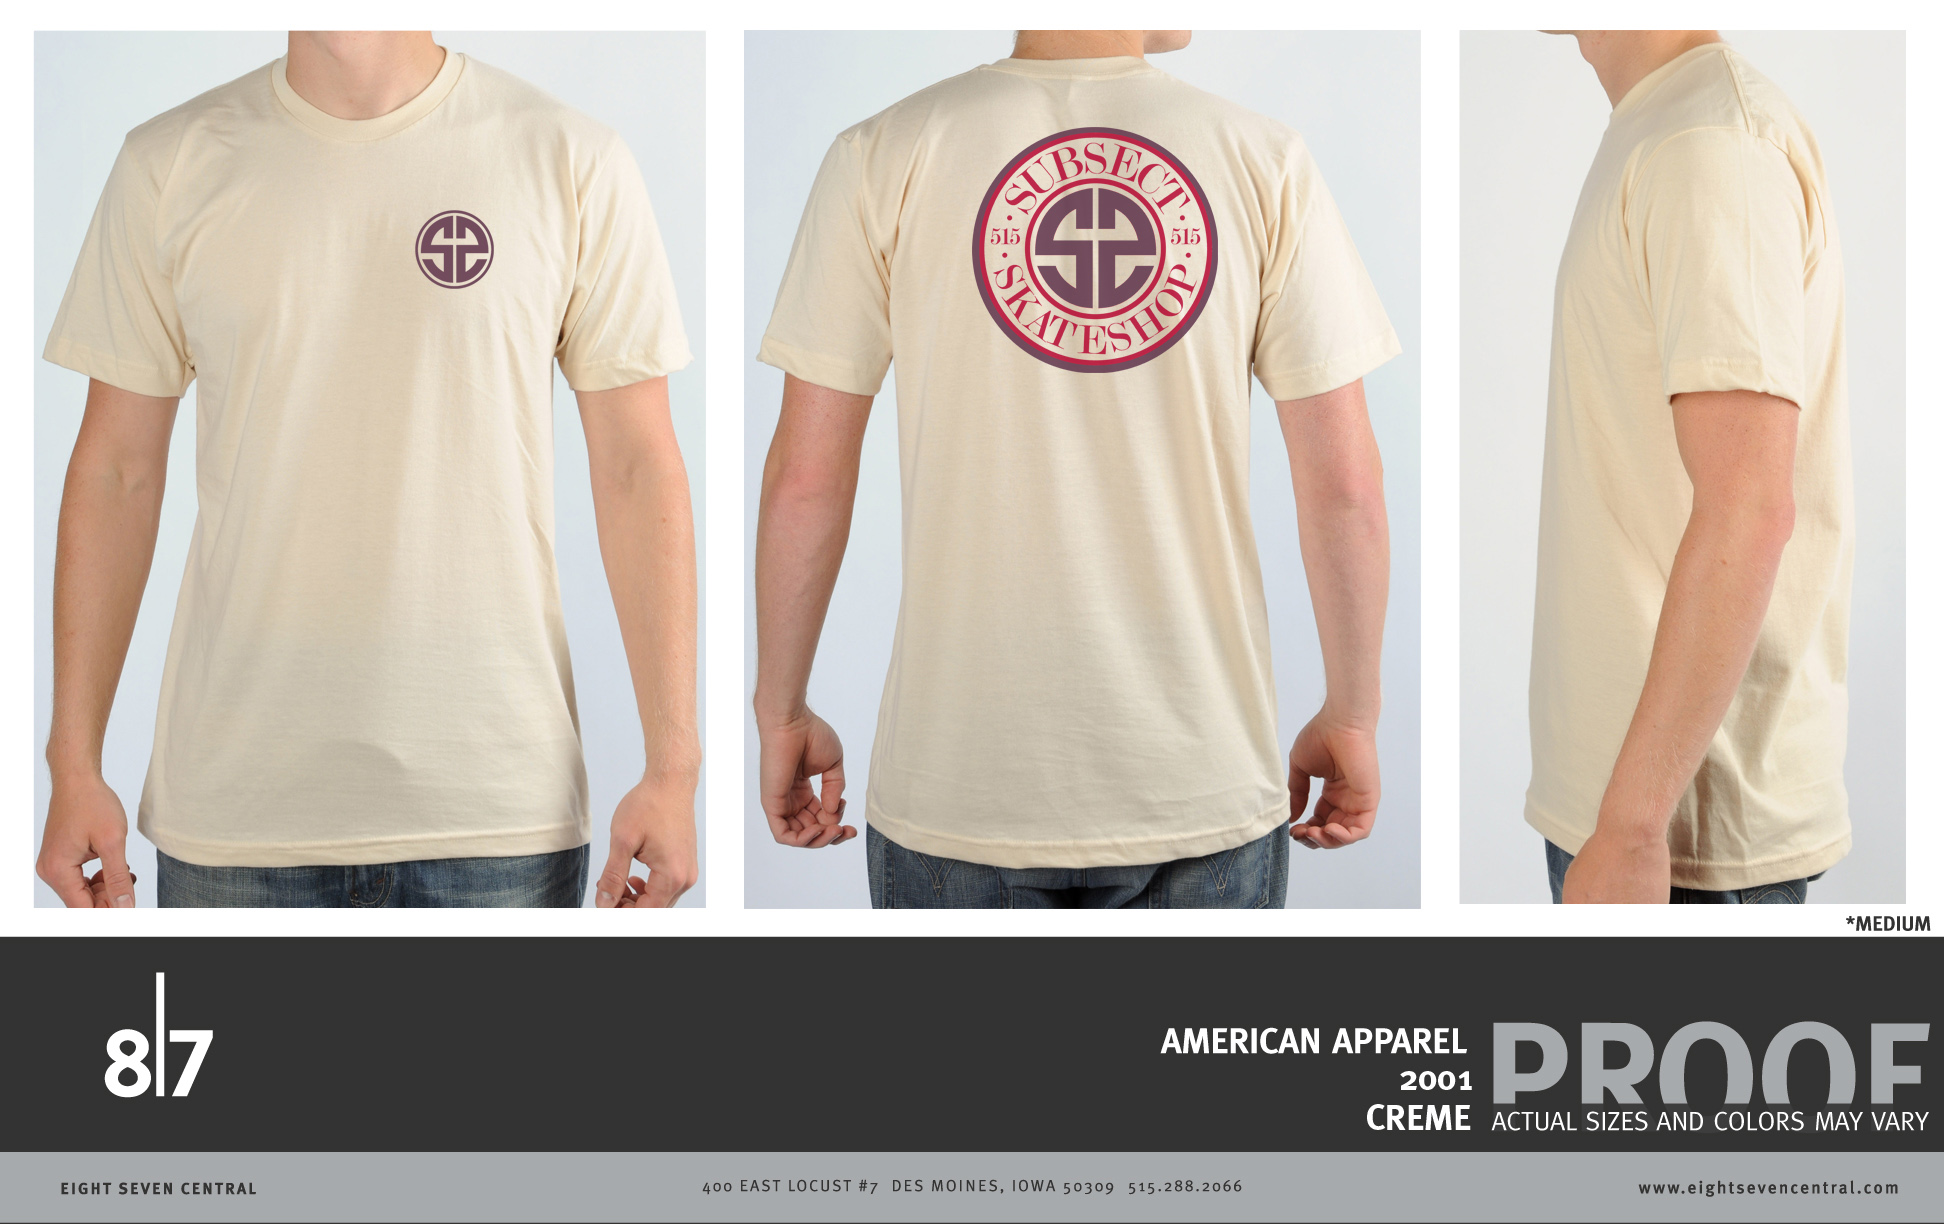 SUBSECT
515 515
SKATESHOP
*MEDIUM
8|7
AMERICAN APPAREL
2001
CREME
PROOF
ACTUAL SIZES AND COLORS MAY VARY
EIGHT SEVEN CENTRAL
400 EAST LOCUST #7 DES MOINES, IOWA 50309 515.288.2066
www.eightsevencentral.com